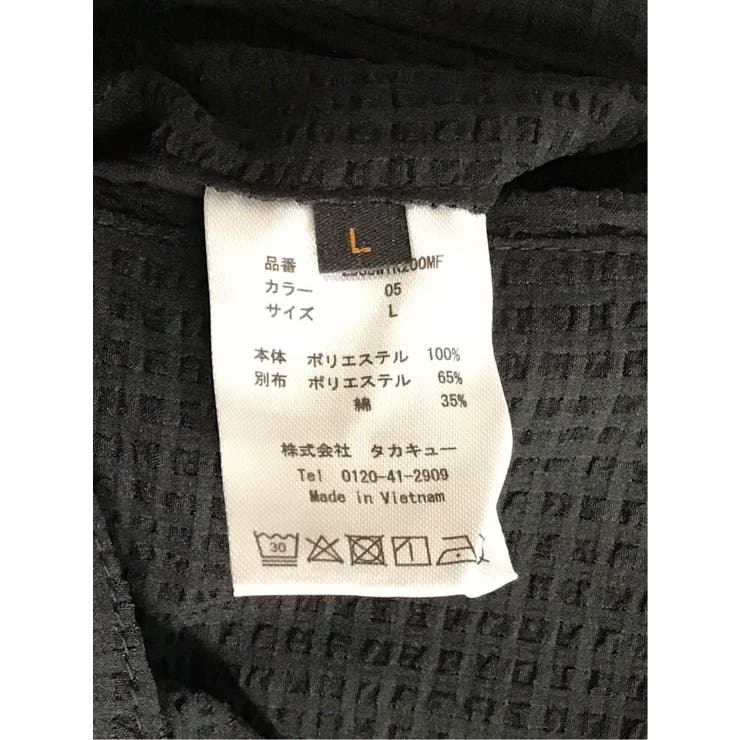 L
品番
カラー 05
サイズ L
本体 ポリエステル 100%
別布 ポリエステル 65%
綿 35%
株式会社 タカキュー
Tel 0120-41-2909
Made in Vietnam
30